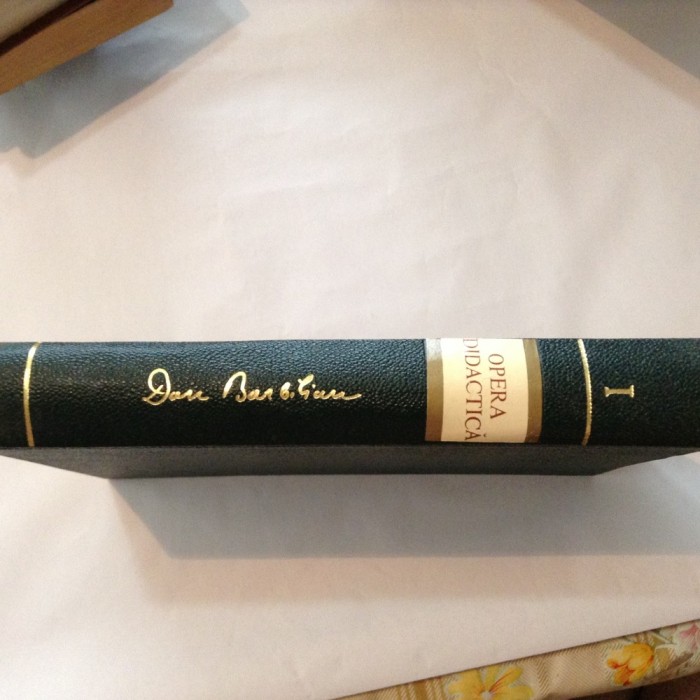 Dan Barbilian
OPERA
DIDACTICĂ
I